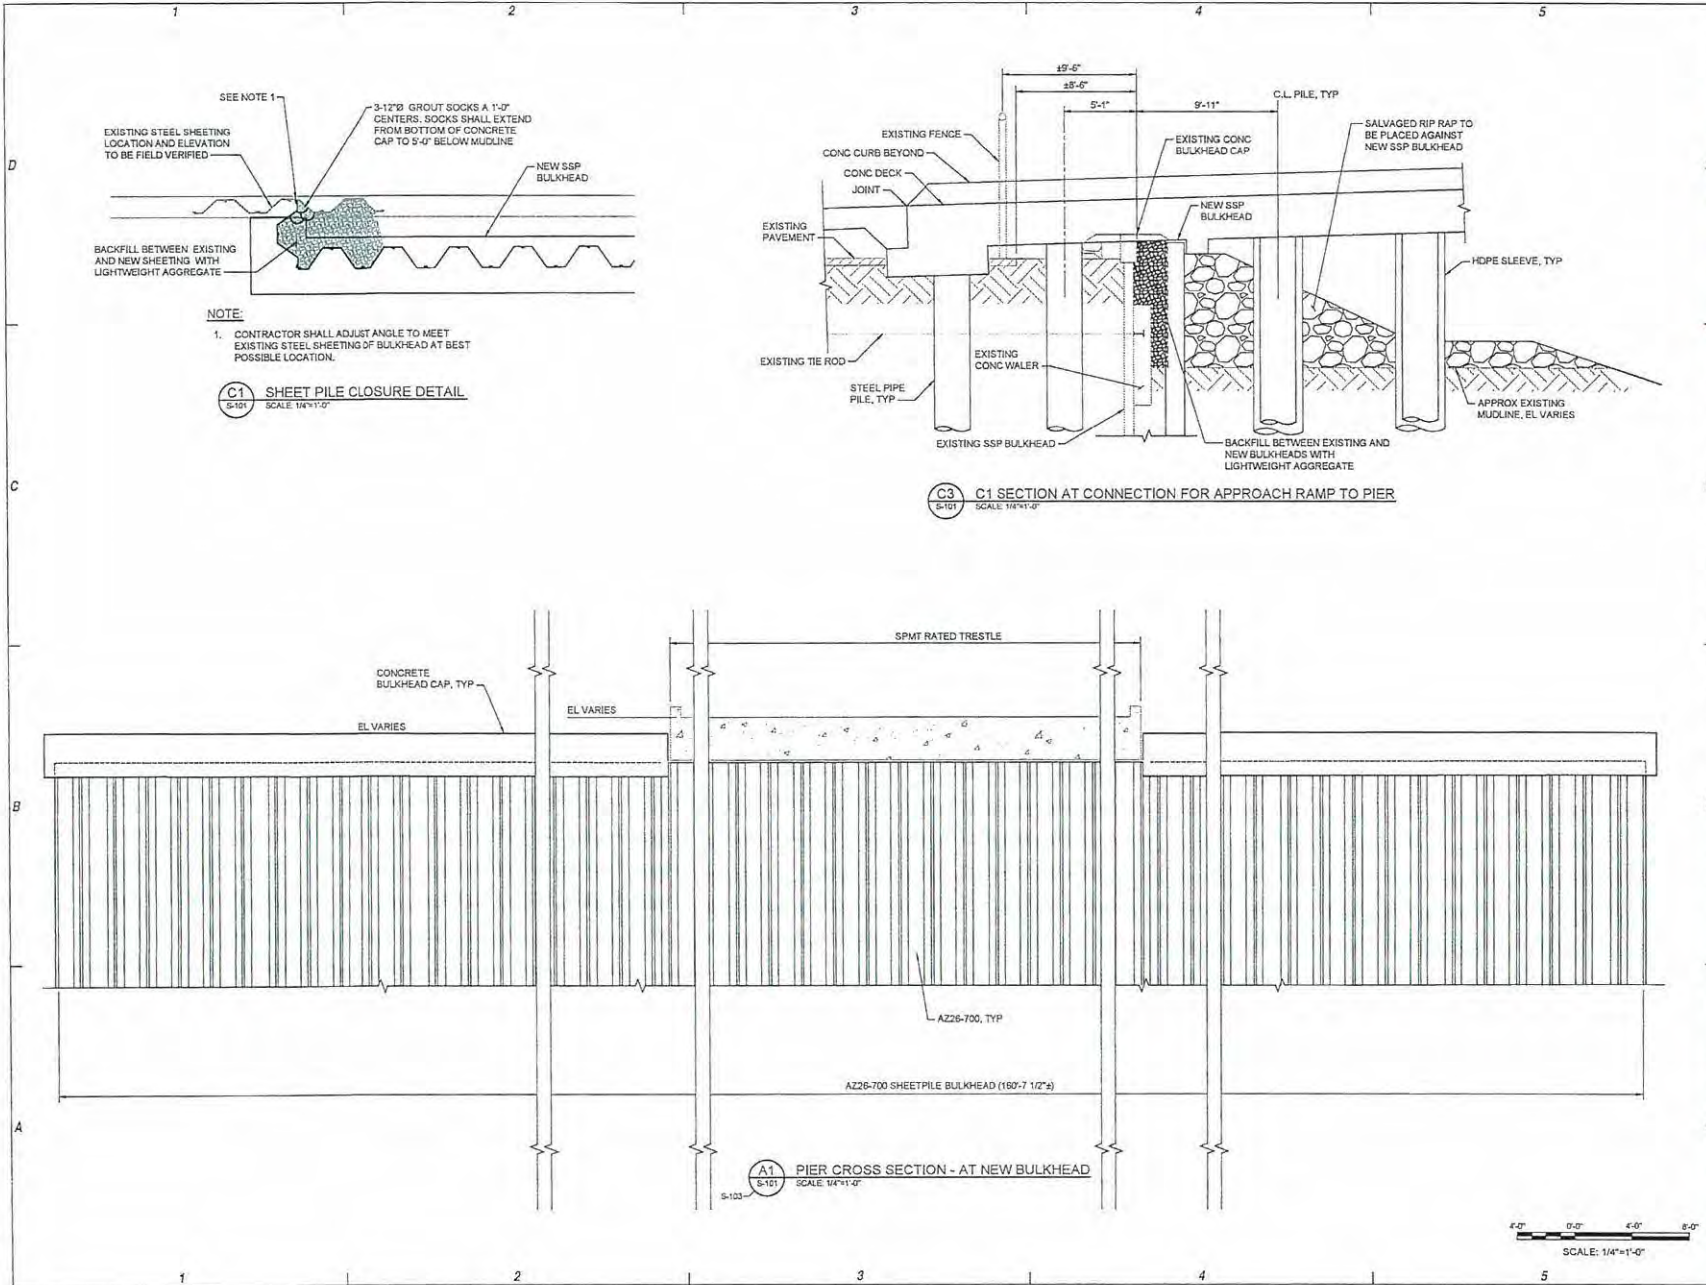 1 2 3 4 5
D
C
B
A
SEE NOTE 1
3-12"Ø GROUT SOCKS A 1'-0"
CENTERS. SOCKS SHALL EXTEND
FROM BOTTOM OF CONCRETE
CAP TO 5'-0" BELOW MUDLINE
EXISTING STEEL SHEETING
LOCATION AND ELEVATION
TO BE FIELD VERIFIED
NEW SSP
BULKHEAD
BACKFILL BETWEEN EXISTING
AND NEW SHEETING WITH
LIGHTWEIGHT AGGREGATE
NOTE:
1. CONTRACTOR SHALL ADJUST ANGLE TO MEET
EXISTING STEEL SHEETING OF BULKHEAD AT BEST
POSSIBLE LOCATION.
C1
S-101
SHEET PILE CLOSURE DETAIL
SCALE: 1/4"=1'-0"
±9'-6"
±8'-6"
5'-1"
9'-11"
C.L. PILE, TYP
EXISTING FENCE
CONC CURB BEYOND
CONC DECK
JOINT
EXISTING
PAVEMENT
EXISTING CONC
BULKHEAD CAP
NEW SSP
BULKHEAD
SALVAGED RIP RAP TO
BE PLACED AGAINST
NEW SSP BULKHEAD
HDPE SLEEVE, TYP
EXISTING TIE ROD
EXISTING
CONC WALER
STEEL PIPE
PILE, TYP
EXISTING SSP BULKHEAD
BACKFILL BETWEEN EXISTING AND
NEW BULKHEADS WITH
LIGHTWEIGHT AGGREGATE
APPROX EXISTING
MUDLINE, EL VARIES
C3
S-101
C1 SECTION AT CONNECTION FOR APPROACH RAMP TO PIER
SCALE: 1/4"=1'-0"
SPMT RATED TRESTLE
CONCRETE
BULKHEAD CAP, TYP
EL VARIES
EL VARIES
AZ26-700, TYP
AZ26-700 SHEETPILE BULKHEAD (160'-7 1/2"±)
A1
S-101
S-103
PIER CROSS SECTION - AT NEW BULKHEAD
SCALE: 1/4"=1'-0"
4'-0" 0'-0" 4'-0" 8'-0"
SCALE: 1/4"=1'-0"
1 2 3 4 5